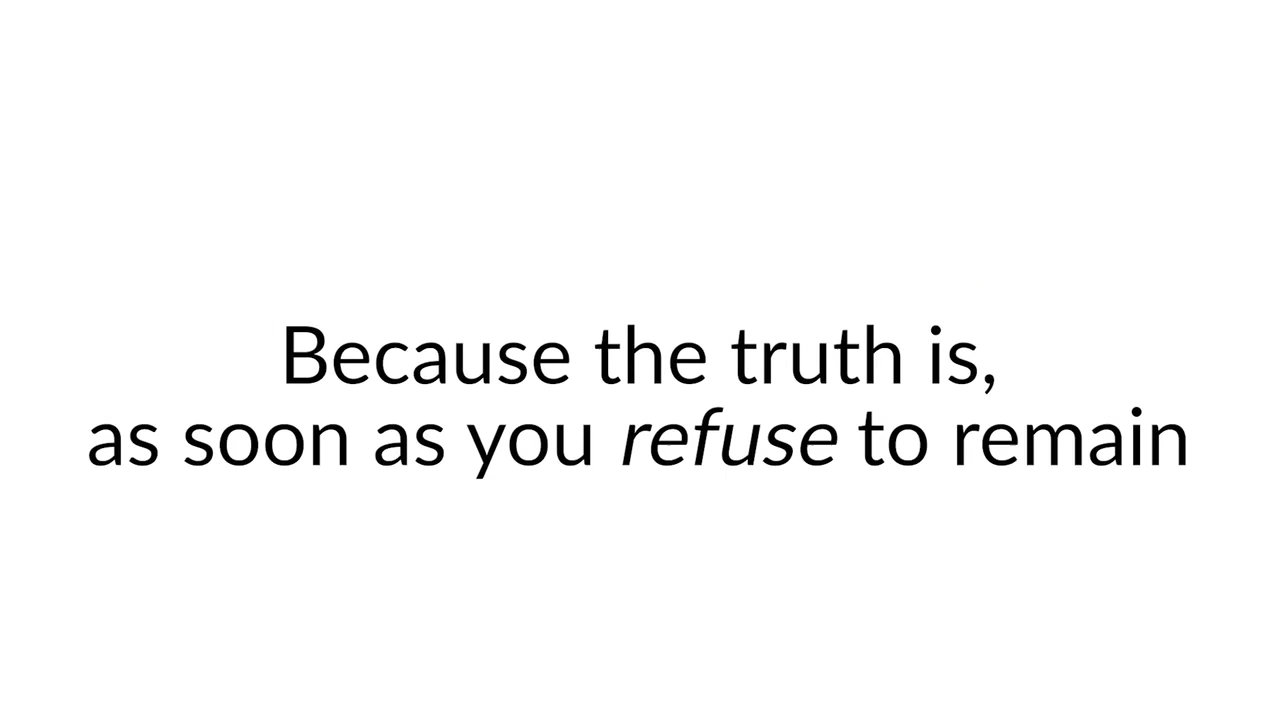 Because the truth is,
as soon as you refuse to remain